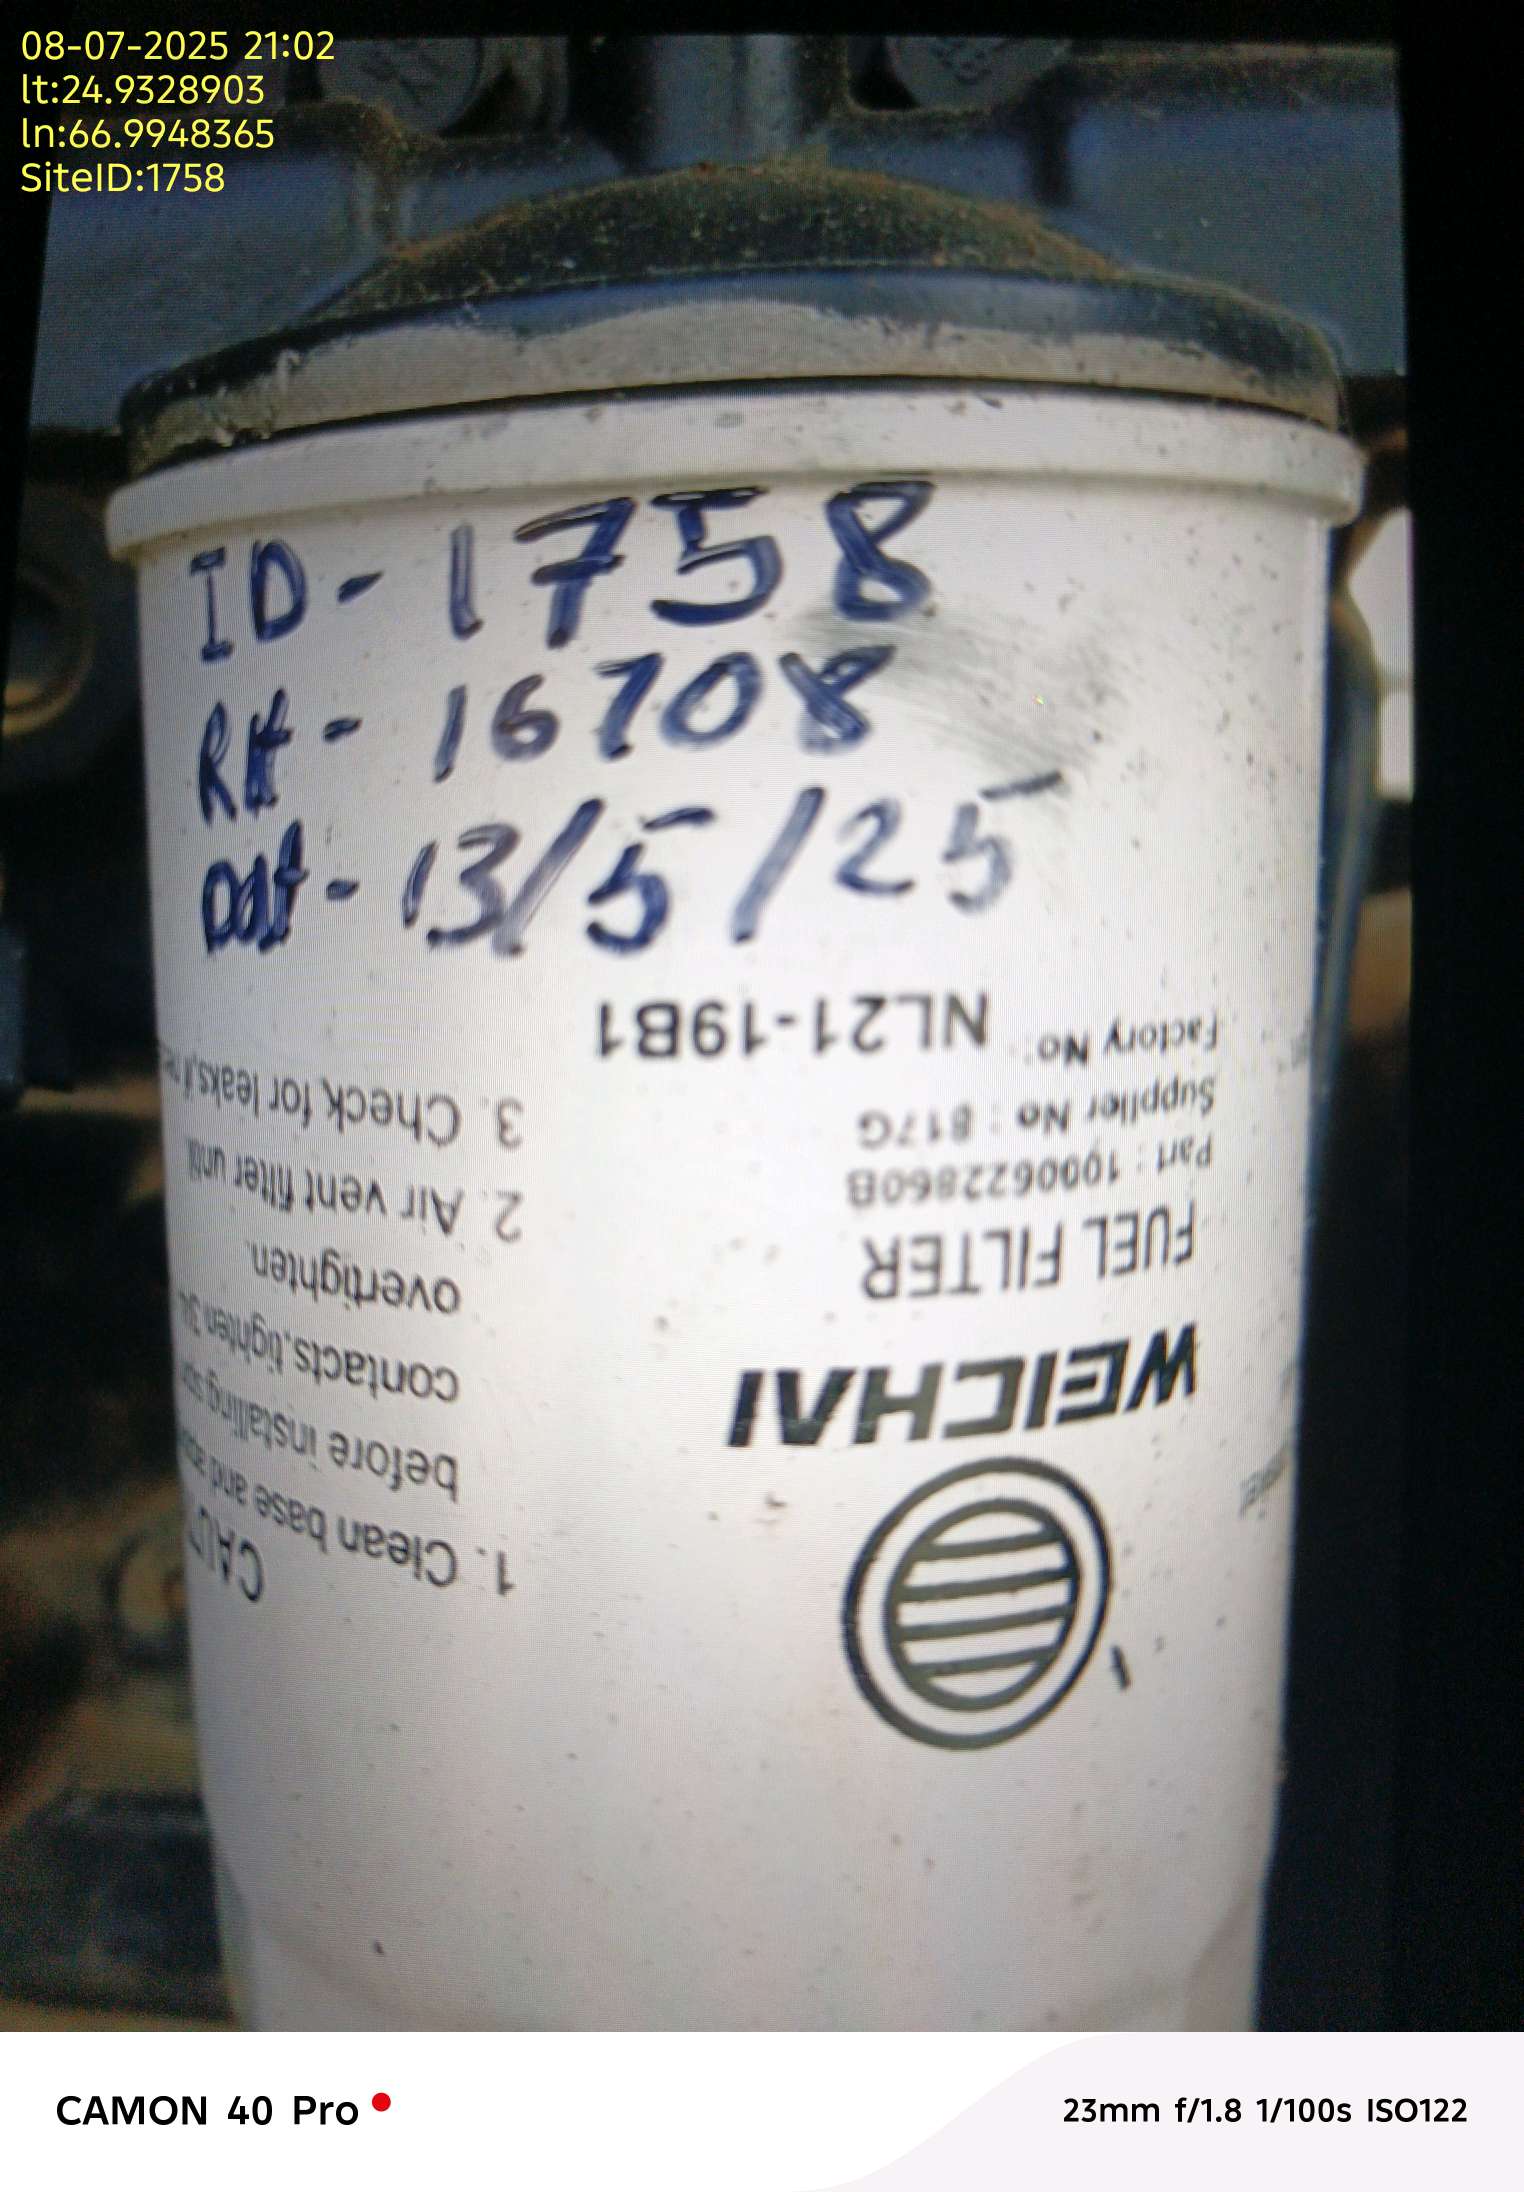 08-07-2025 21:02
lt:24.9328903
ln:66.9948365
SiteID:1758
ID - 1758
RH - 16708
Dat - 13/5/25
CAUT
1. Clean base and
before installing
contacts.tighten
overtighten.
2. Air vent filter until
3. Check for leaks,if
WEICHAI
FUEL FILTER
Part : 1000622860B
Supplier No : 817G
Factory No:
NL21-19B1
CAMON 40 Pro
23mm f/1.8 1/100s ISO122